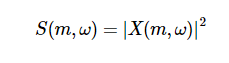 S(m, ω) = |X(m, ω)|²